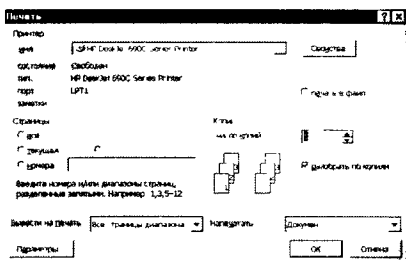 Печать
Принтер
имя: HP DeskJet 690C Series Printer Свойства
состояние: Свободен
тип: HP DeskJet 690C Series Printer
порт: LPT1 печать в файл
заметки:
Страницы Копии
все число копий:
текущая
номера: разобрать по копиям
Введите номера и/или диапазоны страниц,
разделенные запятыми. Например: 1,3,5-12
Вывести на печать: Все страницы диапазона Напечатать: Документ
Параметры ОК Отмена